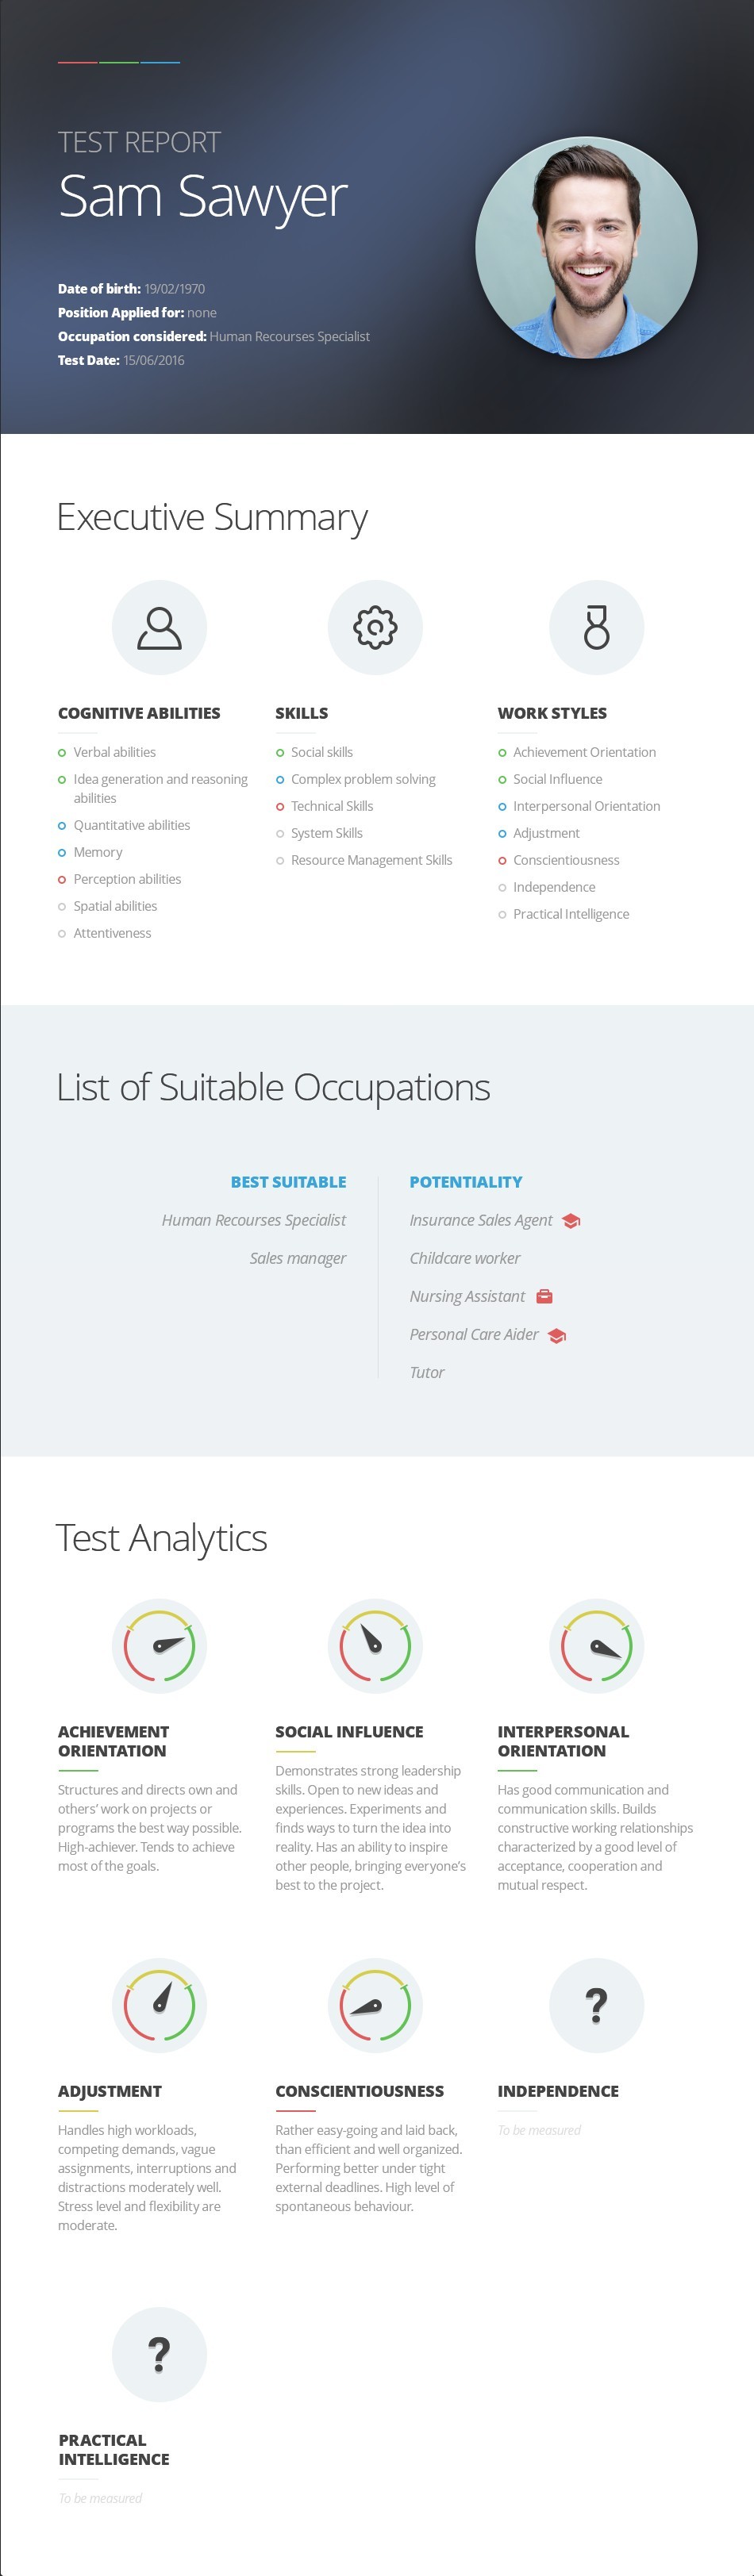 TEST REPORT
Sam Sawyer
Date of birth: 19/02/1970
Position Applied for: none
Occupation considered: Human Recourses Specialist
Test Date: 15/06/2016
Executive Summary
COGNITIVE ABILITIES
Verbal abilities
Idea generation and reasoning
abilities
Quantitative abilities
Memory
Perception abilities
Spatial abilities
Attentiveness
SKILLS
Social skills
Complex problem solving
Technical Skills
System Skills
Resource Management Skills
WORK STYLES
Achievement Orientation
Social Influence
Interpersonal Orientation
Adjustment
Conscientiousness
Independence
Practical Intelligence
List of Suitable Occupations
BEST SUITABLE
Human Recourses Specialist
Sales manager
POTENTIALITY
Insurance Sales Agent
Childcare worker
Nursing Assistant
Personal Care Aider
Tutor
Test Analytics
ACHIEVEMENT
ORIENTATION
Structures and directs own and
others' work on projects or
programs the best way possible.
High-achiever. Tends to achieve
most of the goals.
SOCIAL INFLUENCE
Demonstrates strong leadership
skills. Open to new ideas and
experiences. Experiments and
finds ways to turn the idea into
reality. Has an ability to inspire
other people, bringing everyone's
best to the project.
INTERPERSONAL
ORIENTATION
Has good communication and
communication skills. Builds
constructive working relationships
characterized by a good level of
acceptance, cooperation and
mutual respect.
ADJUSTMENT
Handles high workloads,
competing demands, vague
assignments, interruptions and
distractions moderately well.
Stress level and flexibility are
moderate.
CONSCIENTIOUSNESS
Rather easy-going and laid back,
than efficient and well organized.
Performing better under tight
external deadlines. High level of
spontaneous behaviour.
?
INDEPENDENCE
To be measured
?
PRACTICAL
INTELLIGENCE
To be measured